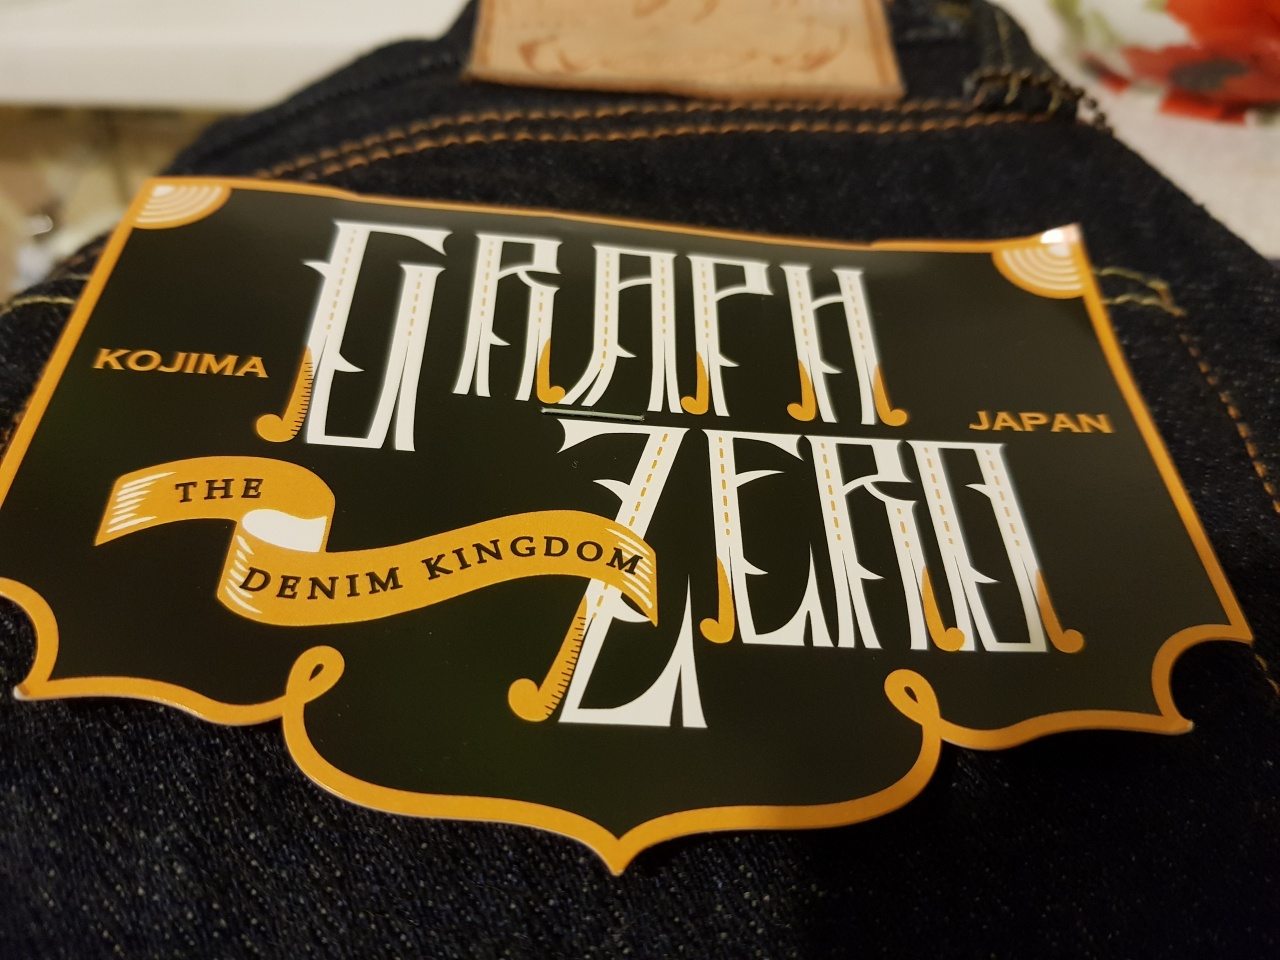 GRAPH
KOJIMA
JAPAN
ZERO
THE
DENIM KINGDOM